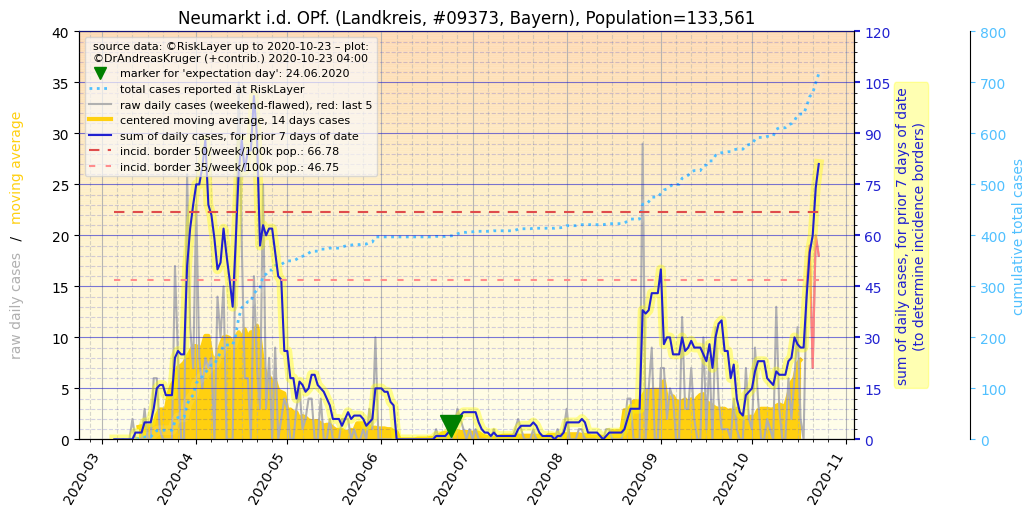 Neumarkt i.d. OPf. (Landkreis, #09373, Bayern), Population=133,561
source data: ©RiskLayer up to 2020-10-23 – plot:
©DrAndreasKruger (+contrib.) 2020-10-23 04:00
marker for 'expectation day': 24.06.2020
total cases reported at RiskLayer
raw daily cases (weekend-flawed), red: last 5
centered moving average, 14 days cases
sum of daily cases, for prior 7 days of date
incid. border 50/week/100k pop.: 66.78
incid. border 35/week/100k pop.: 46.75
raw daily cases / moving average
40
35
30
25
20
15
10
5
0
2020-03
2020-04
2020-05
2020-06
2020-07
2020-08
2020-09
2020-10
2020-11
120
105
90
75
60
45
30
15
0
sum of daily cases, for prior 7 days of date
(to determine incidence borders)
800
700
600
500
400
300
200
100
0
cumulative total cases